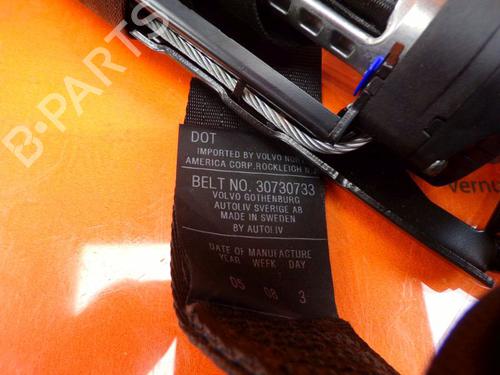 B-PARTS
DOT
IMPORTED BY VOLVO
AMERICA CORP.ROCKLEIGH N.J
BELT NO. 30730733
VOLVO GOTHENBURG
AUTOLIV SVERIGE AB
MADE IN SWEDEN
BY AUTOLIV
DATE OF MANUFACTURE
YEAR WEEK DAY
05 08 3